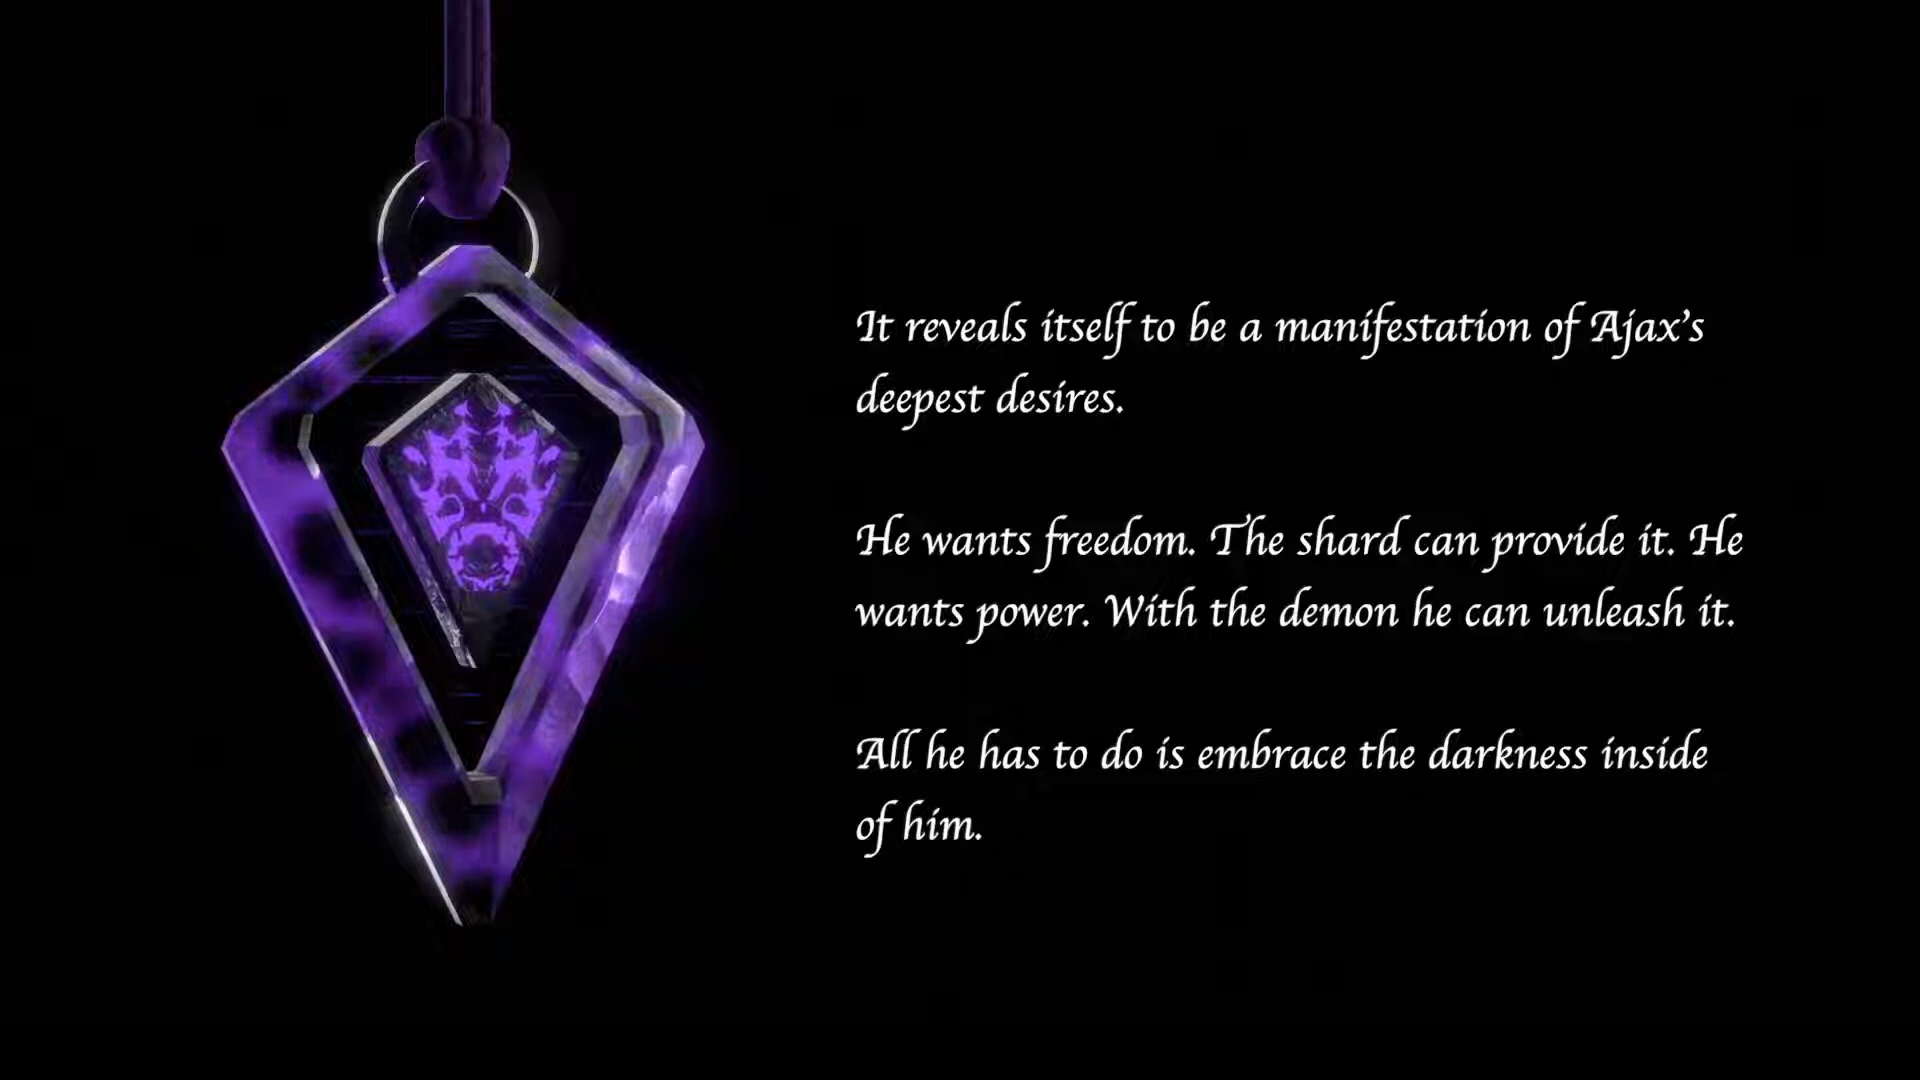 It reveals itself to be a manifestation of Ajax's
deepest desires.
He wants freedom. The shard can provide it. He
wants power. With the demon he can unleash it.
All he has to do is embrace the darkness inside
of him.